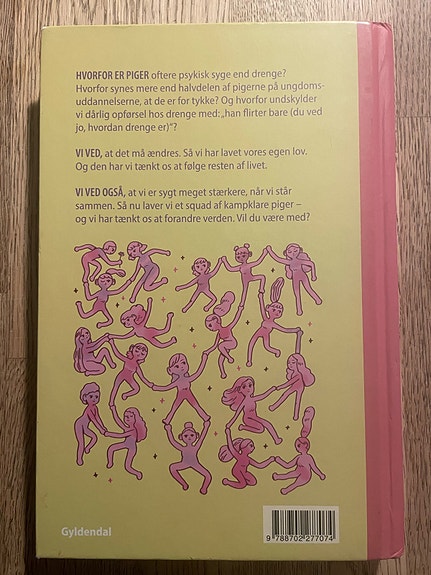 HVORFOR ER PIGER oftere psykisk syge end drenge?
Hvorfor synes mere end halvdelen af pigerne på ungdoms-
uddannelserne, at de er for tykke? Og hvorfor undskylder
vi dårlig opførsel hos drenge med: „han flirter bare (du ved
jo, hvordan drenge er)“?
VI VED, at det må ændres. Så vi har lavet vores egen lov.
Og den har vi tænkt os at følge resten af livet.
VI VED OGSÅ, at vi er sygt meget stærkere, når vi står
sammen. Så nu laver vi et squad af kampklare piger –
og vi har tænkt os at forandre verden. Vil du være med?
Gyldendal
9 788702 277074